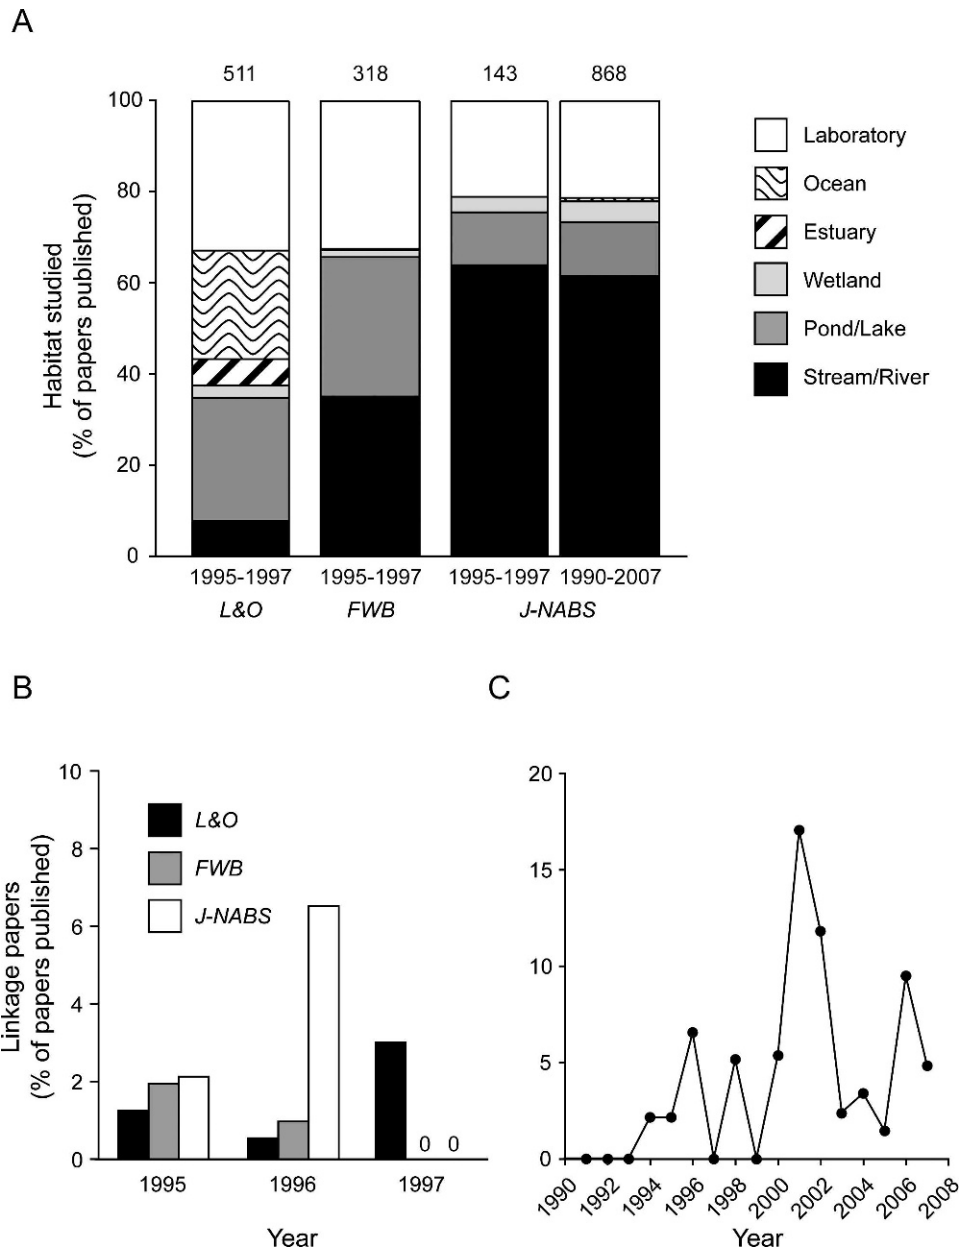 A
511 318 143 868
100
80
60
40
20
0
Habitat studied
(% of papers published)
Laboratory
Ocean
Estuary
Wetland
Pond/Lake
Stream/River
1995-1997 1995-1997 1995-1997 1990-2007
L&O FWB J-NABS
B
10
8
6
4
2
0
Linkage papers
(% of papers published)
L&O
FWB
J-NABS
0 0
1995 1996 1997
Year
C
20
15
10
5
0
1990 1992 1994 1996 1998 2000 2002 2004 2006 2008
Year